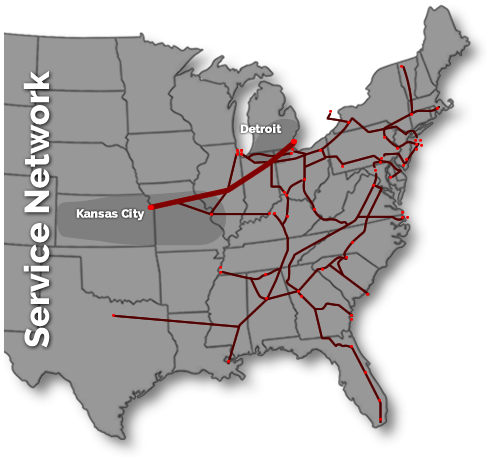 Service Network
Detroit
Kansas City